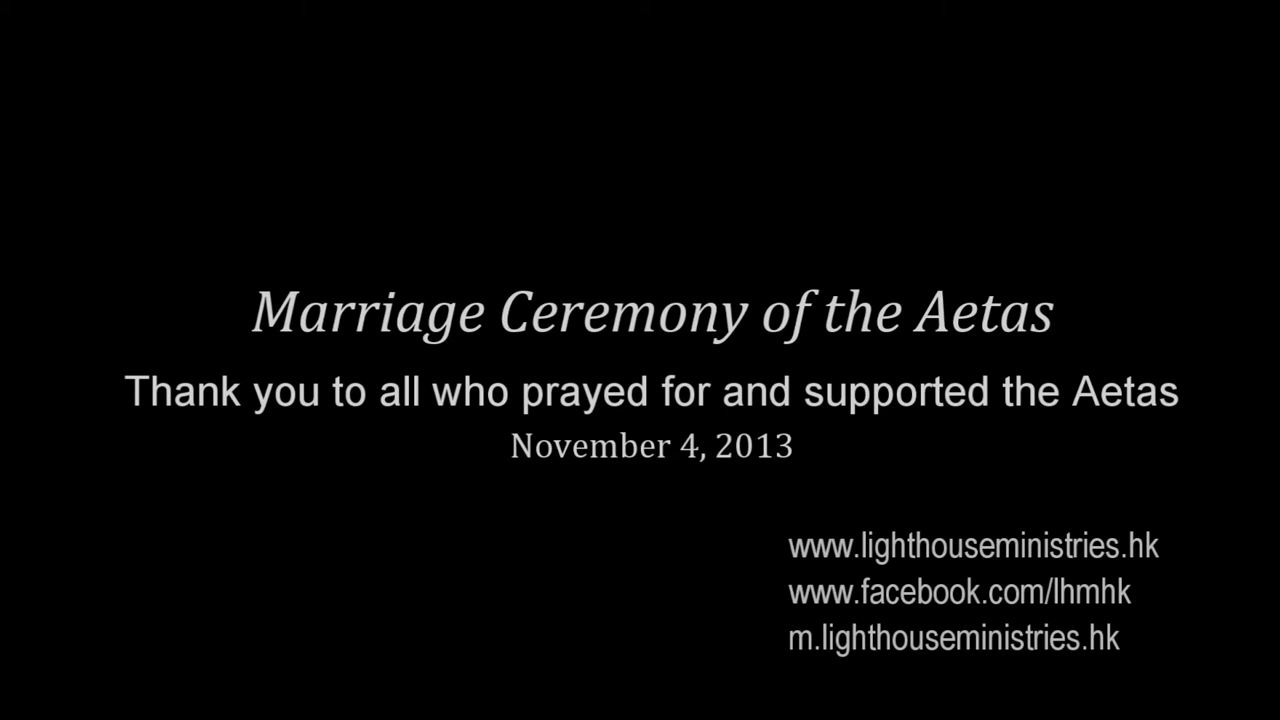 Marriage Ceremony of the Aetas
Thank you to all who prayed for and supported the Aetas
November 4, 2013
www.lighthouseministries.hk
www.facebook.com/lhmhk
m.lighthouseministries.hk